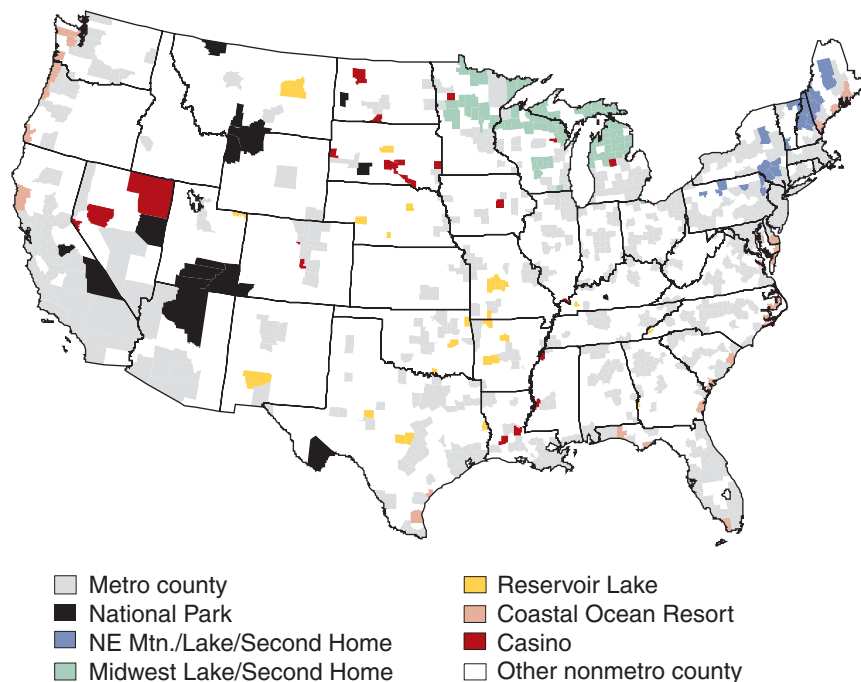 Metro county
National Park
NE Mtn./Lake/Second Home
Midwest Lake/Second Home
Reservoir Lake
Coastal Ocean Resort
Casino
Other nonmetro county